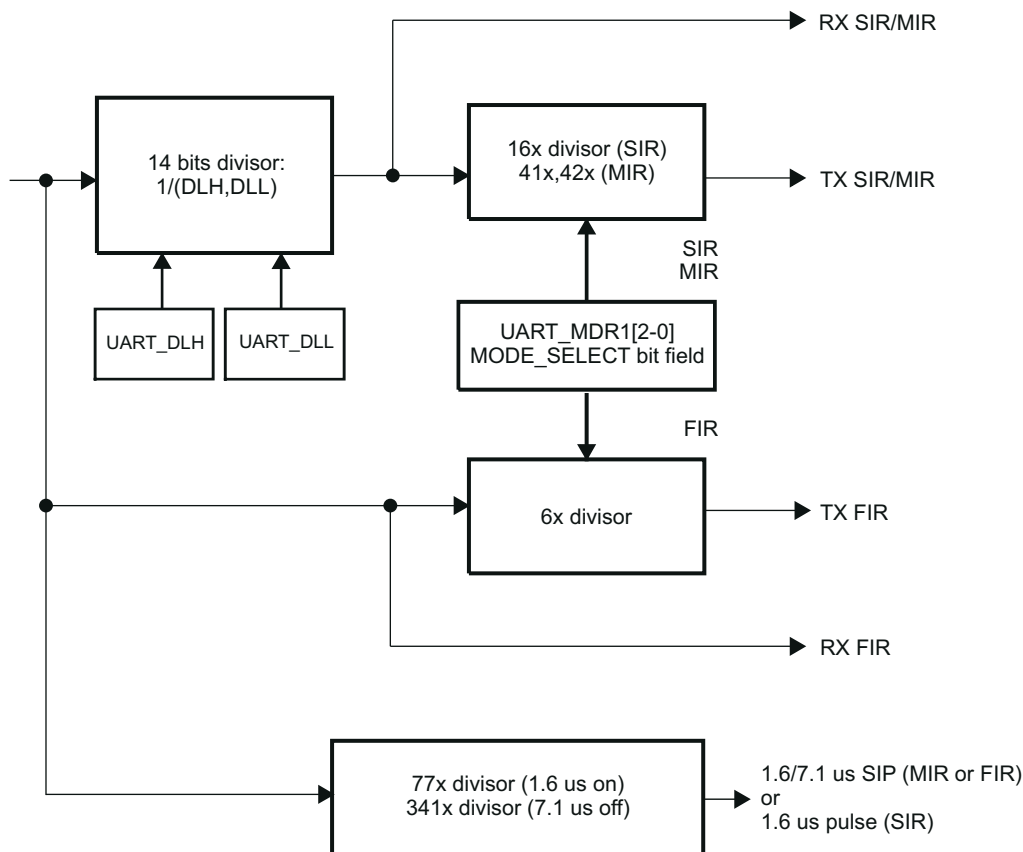 RX SIR/MIR
14 bits divisor:
1/(DLH,DLL)
16x divisor (SIR)
41x,42x (MIR)
TX SIR/MIR
SIR
MIR
UART_DLH
UART_DLL
UART_MDR1[2-0]
MODE_SELECT bit field
FIR
6x divisor
TX FIR
RX FIR
77x divisor (1.6 us on)
341x divisor (7.1 us off)
1.6/7.1 us SIP (MIR or FIR)
or
1.6 us pulse (SIR)